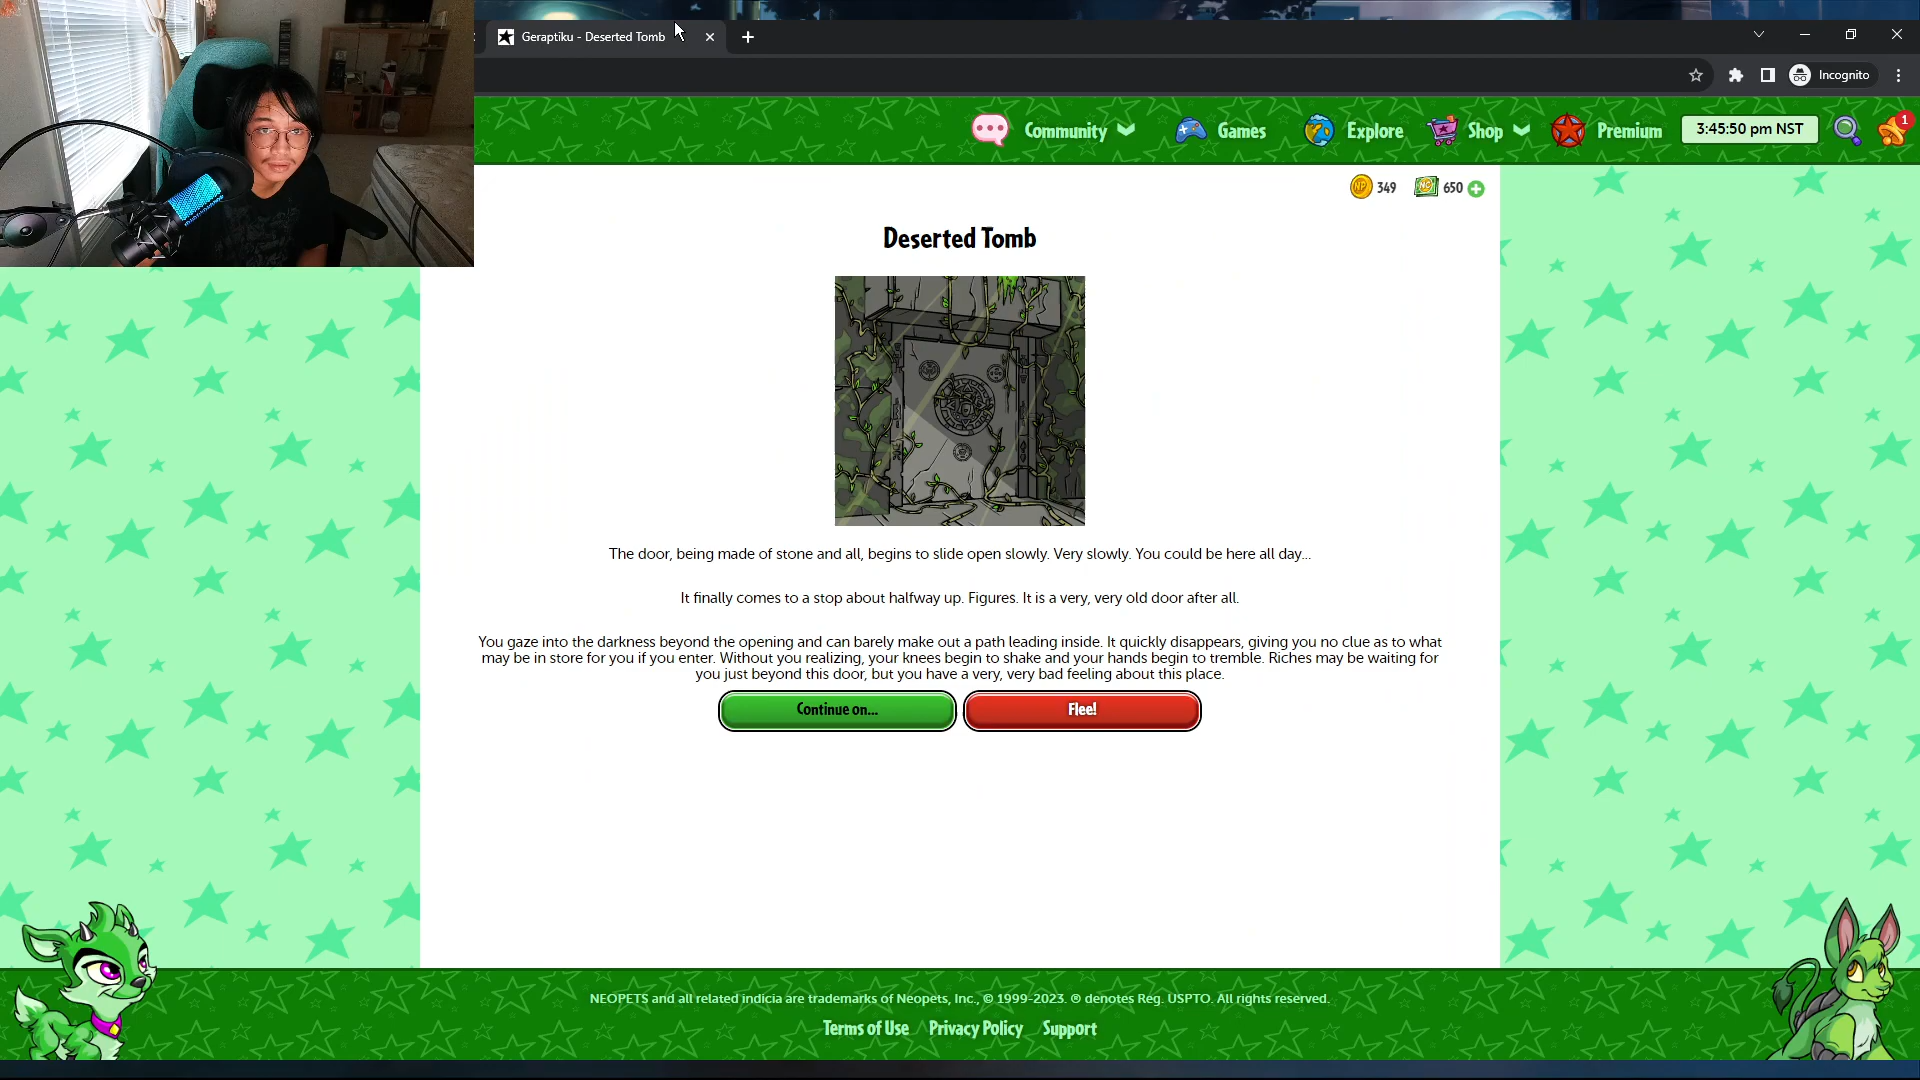 Geraptiku - Deserted Tomb
Incognito
Community
Games
Explore
Shop
Premium
3:45:50 pm NST
1
NP 349
NC 650
Deserted Tomb
The door, being made of stone and all, begins to slide open slowly. Very slowly. You could be here all day...
It finally comes to a stop about halfway up. Figures. It is a very, very old door after all.
You gaze into the darkness beyond the opening and can barely make out a path leading inside. It quickly disappears, giving you no clue as to what
may be in store for you if you enter. Without you realizing, your knees begin to shake and your hands begin to tremble. Riches may be waiting for
you just beyond this door, but you have a very, very bad feeling about this place.
Continue on...
Flee!
NEOPETS and all related indicia are trademarks of Neopets, Inc., © 1999-2023. ® denotes Reg. USPTO. All rights reserved.
Terms of Use
Privacy Policy
Support